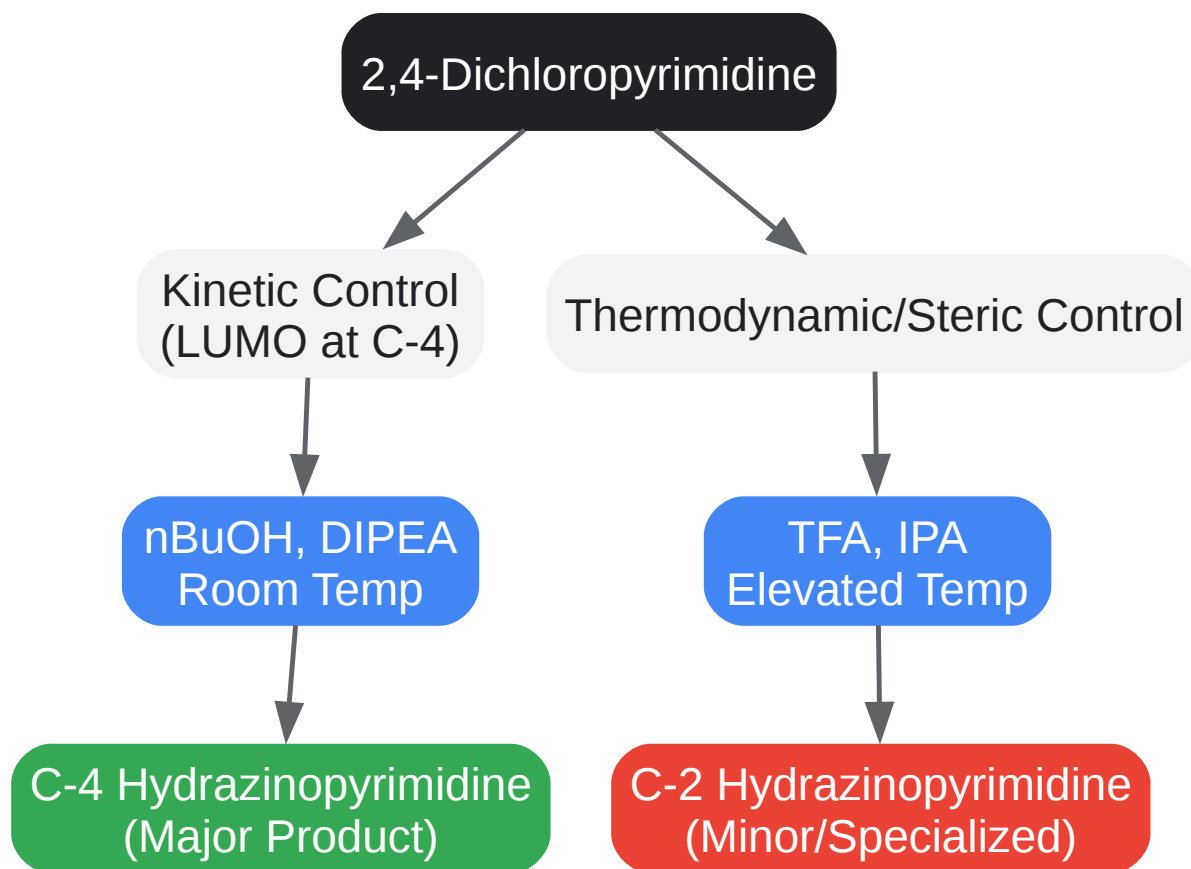 2,4-Dichloropyrimidine
Kinetic Control
(LUMO at C-4)
Thermodynamic/Steric Control
nBuOH, DIPEA
Room Temp
TFA, IPA
Elevated Temp
C-4 Hydrazinopyrimidine
(Major Product)
C-2 Hydrazinopyrimidine
(Minor/Specialized)